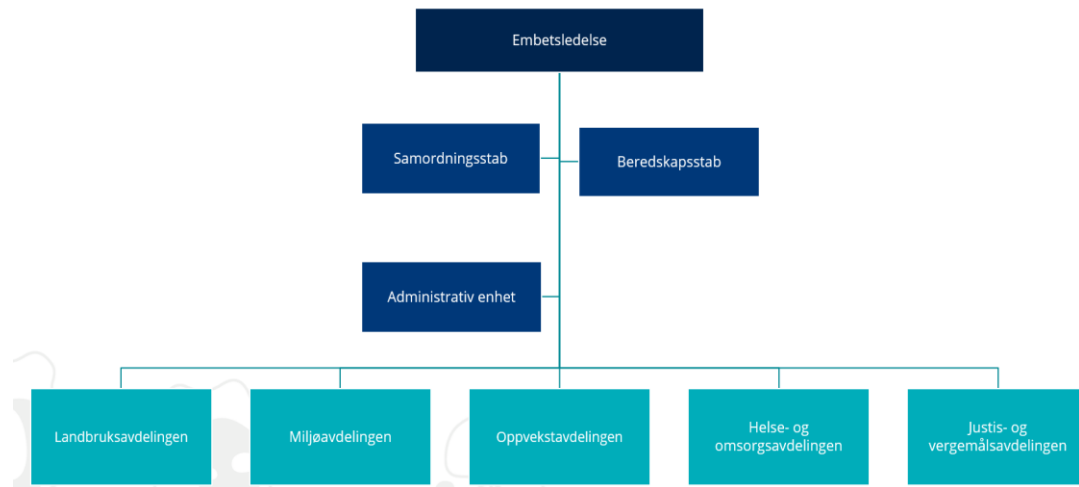 Embetsledelse
Samordningsstab
Beredskapsstab
Administrativ enhet
Landbruksavdelingen
Miljøavdelingen
Oppvekstavdelingen
Helse- og
omsorgsavdelingen
Justis- og
vergemålsavdelingen